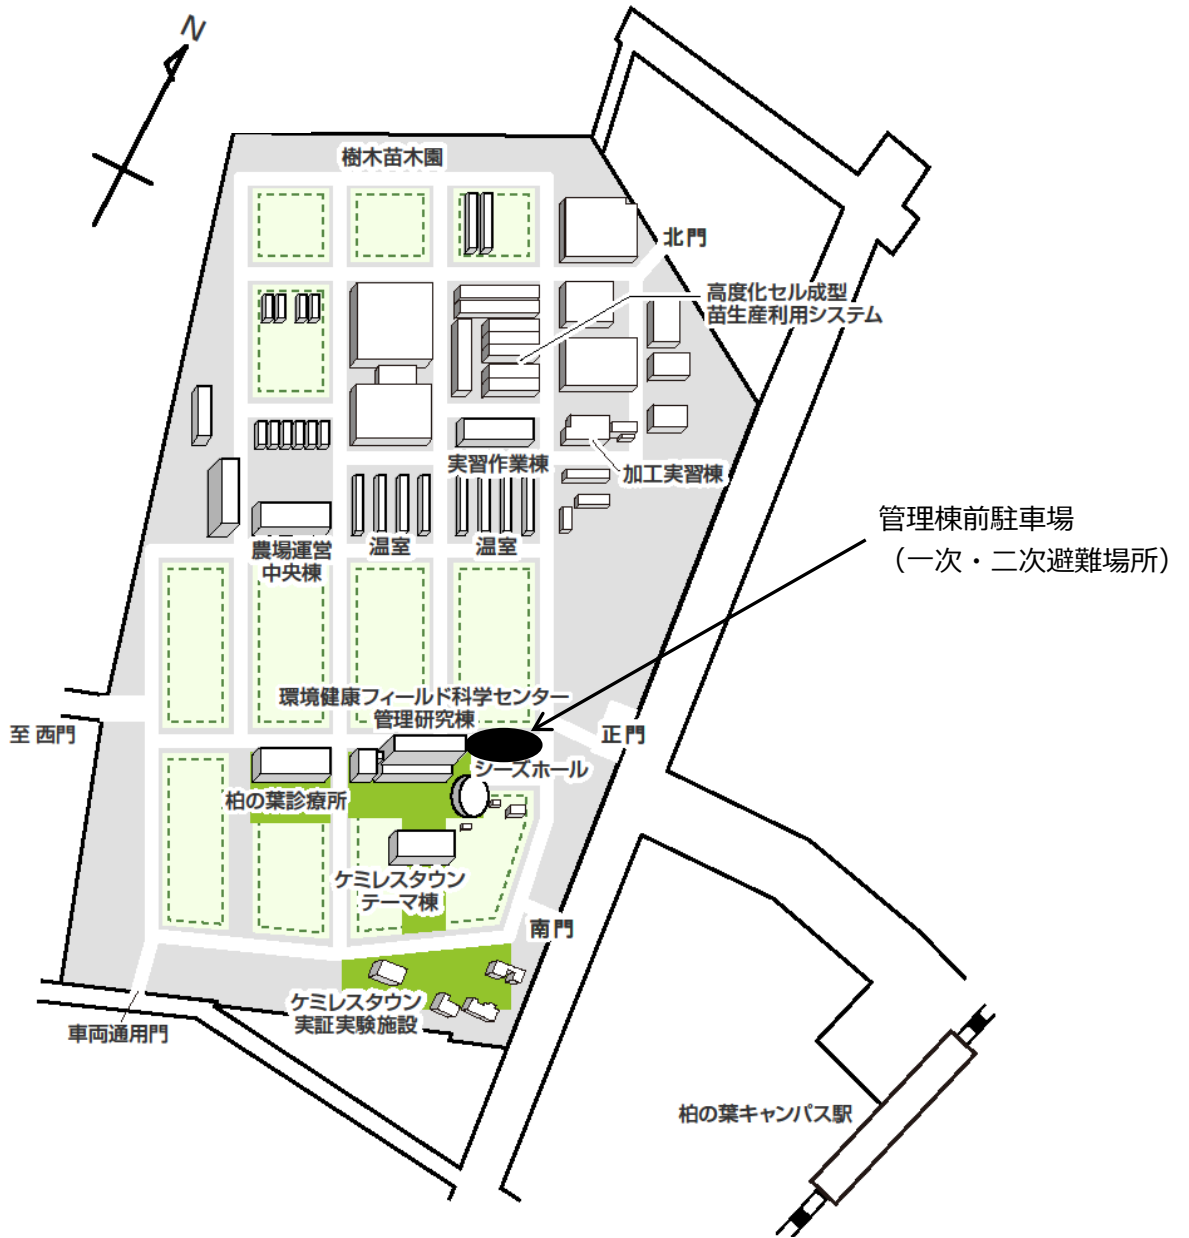 N
樹木苗木園
北門
高度化セル成型
苗生産利用システム
実習作業棟
加工実習棟
管理棟前駐車場
(一次・二次避難場所)
農場運営
中央棟
温室
温室
環境健康フィールド科学センター
管理研究棟
至 西門
正門
シーズホール
柏の葉診療所
ケミレスタウン
テーマ棟
南門
ケミレスタウン
実証実験施設
車両通用門
柏の葉キャンパス駅